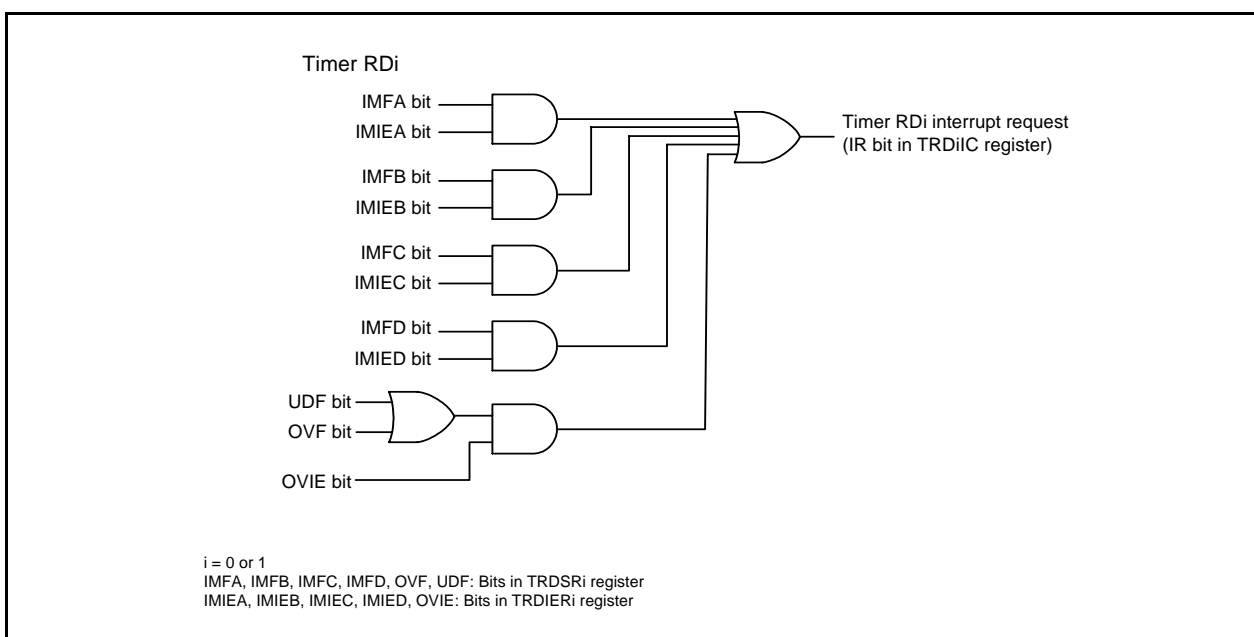 Timer RDi
IMFA bit
IMIEA bit
Timer RDi interrupt request
(IR bit in TRDiIC register)
IMFB bit
IMIEB bit
IMFC bit
IMIEC bit
IMFD bit
IMIED bit
UDF bit
OVF bit
OVIE bit
i = 0 or 1
IMFA, IMFB, IMFC, IMFD, OVF, UDF: Bits in TRDSRi register
IMIEA, IMIEB, IMIEC, IMIED, OVIE: Bits in TRDIERi register